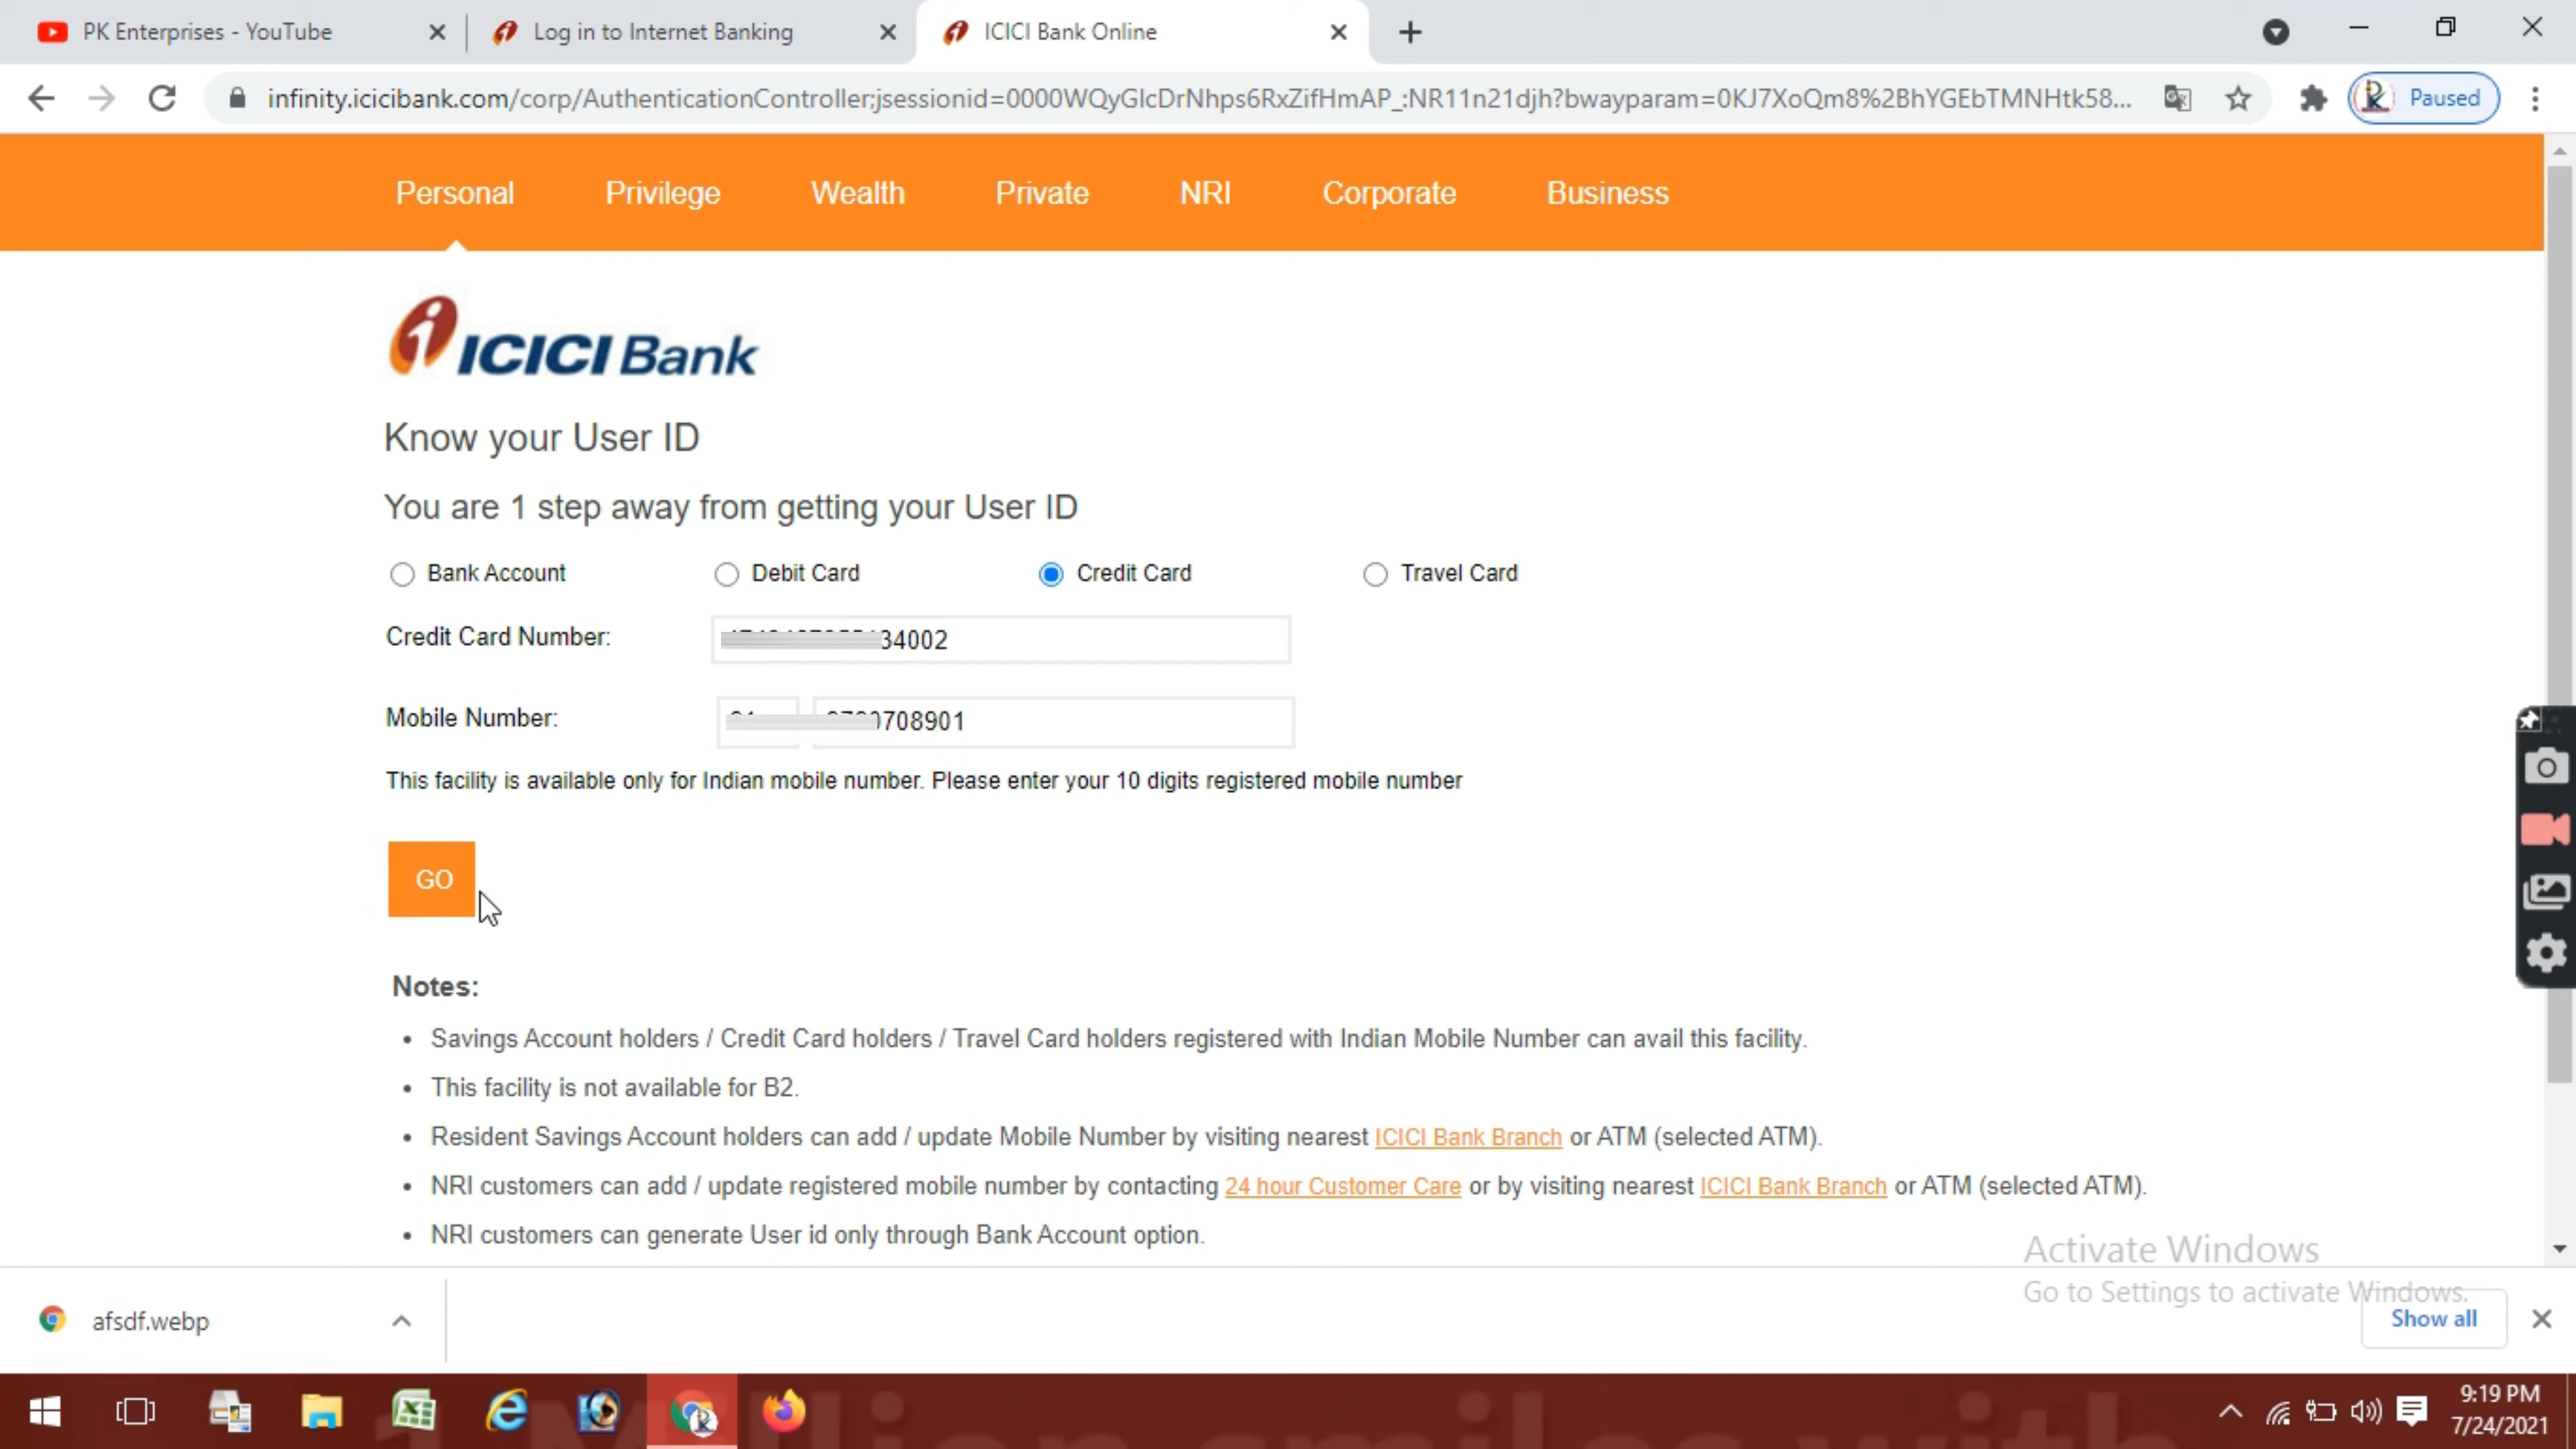 PK Enterprises - YouTube
Log in to Internet Banking
ICICI Bank Online
infinity.icicibank.com/corp/AuthenticationController;jsessionid=0000WQyGlcDrNhps6RxZifHmAP_:NR11n21djh?bwayparam=0KJ7XoQm8%2BhYGEbTMNHtk58...
Paused
Personal Privilege Wealth Private NRI Corporate Business
ICICI Bank
Know your User ID
You are 1 step away from getting your User ID
Bank Account Debit Card Credit Card Travel Card
Credit Card Number: 34002
Mobile Number: 708901
This facility is available only for Indian mobile number. Please enter your 10 digits registered mobile number
GO
Notes:
• Savings Account holders / Credit Card holders / Travel Card holders registered with Indian Mobile Number can avail this facility.
• This facility is not available for B2.
• Resident Savings Account holders can add / update Mobile Number by visiting nearest ICICI Bank Branch or ATM (selected ATM).
• NRI customers can add / update registered mobile number by contacting 24 hour Customer Care or by visiting nearest ICICI Bank Branch or ATM (selected ATM).
• NRI customers can generate User id only through Bank Account option.
Activate Windows
Go to Settings to activate Windows.
afsdf.webp
Show all
9:19 PM
7/24/2021